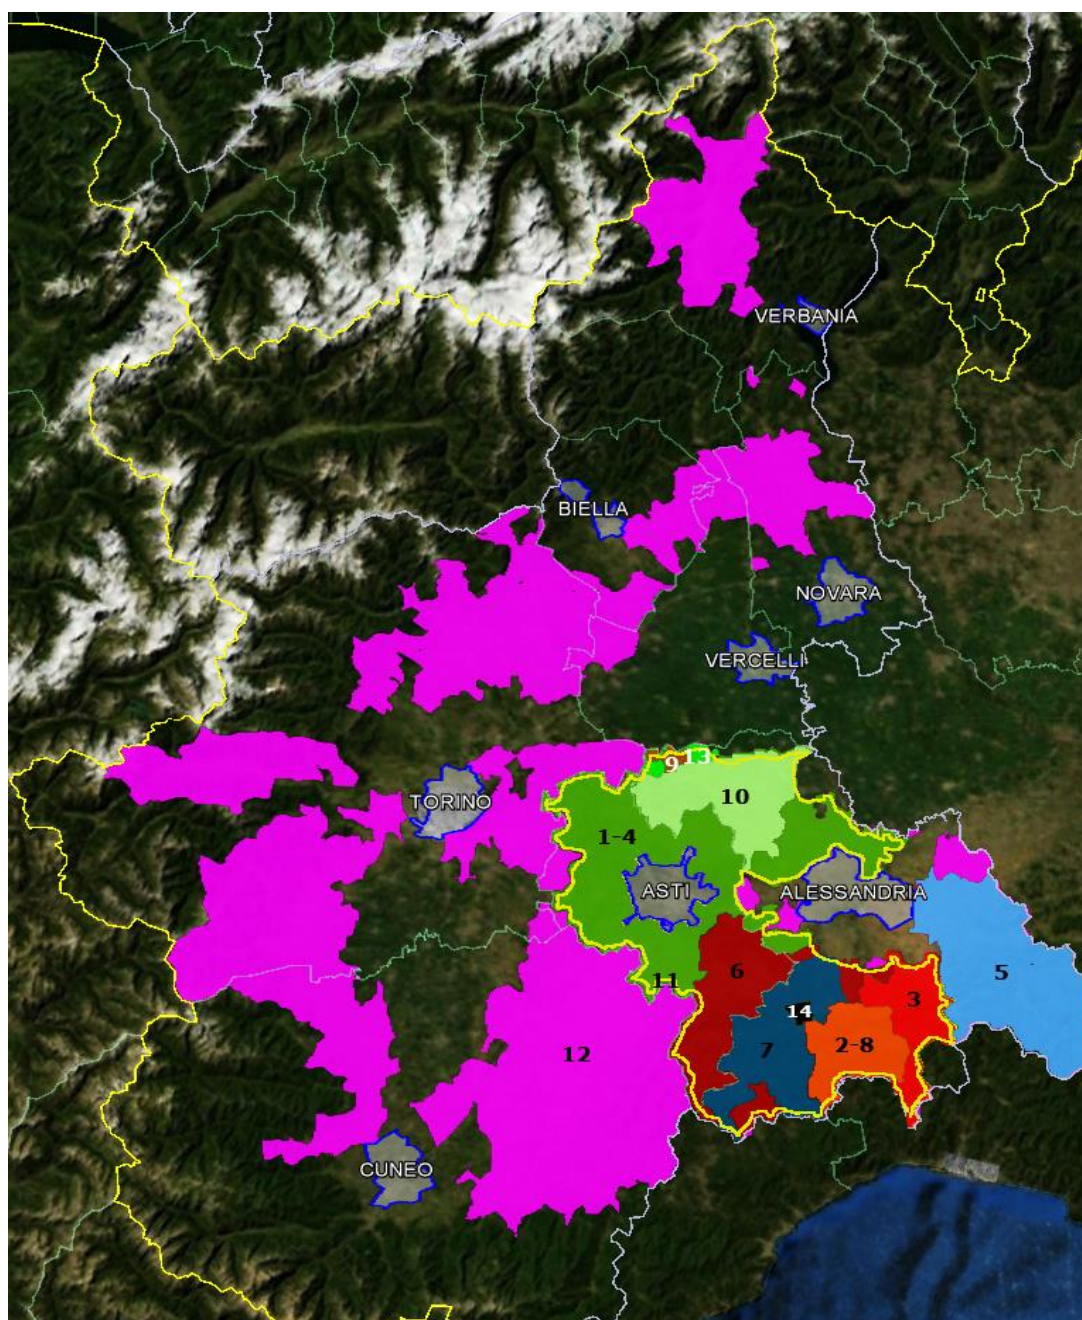 VERBANIA
BIELLA
NOVARA
VERCELLI
9
13
10
TORINO
1-4
ASTI
ALESSANDRIA
11
6
5
3
14
12
7
2-8
CUNEO